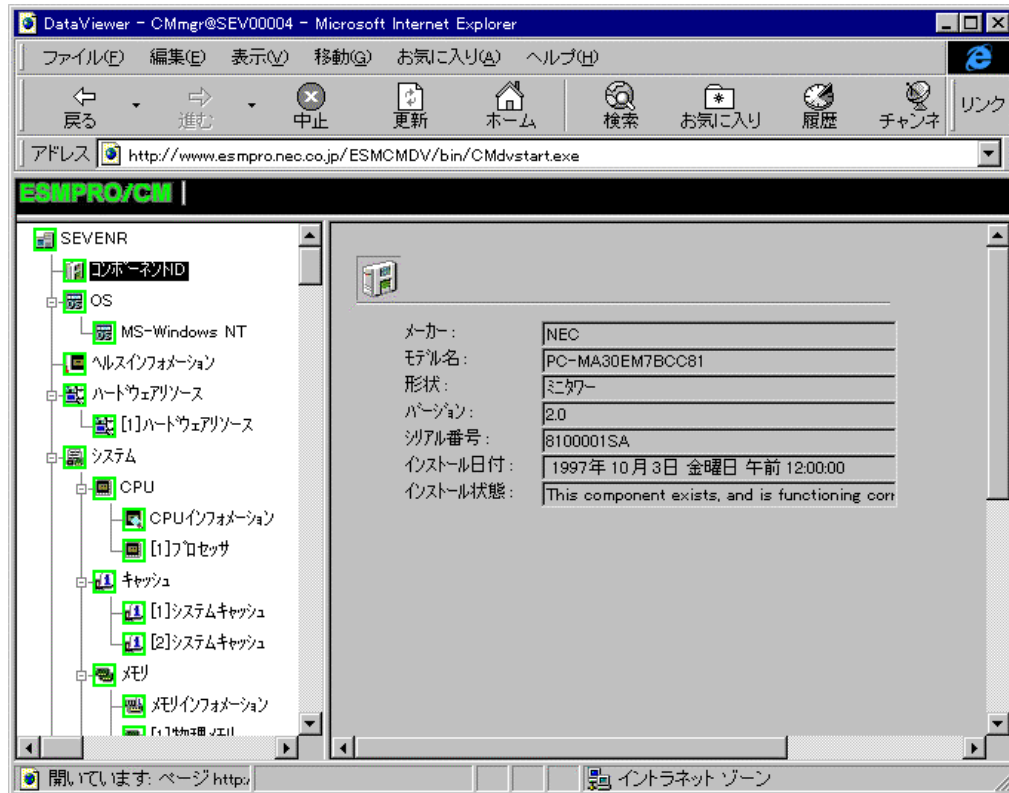 DataViewer - CMmgr@SEV00004 - Microsoft Internet Explorer
ファイル(F) 編集(E) 表示(V) 移動(G) お気に入り(A) ヘルプ(H)
戻る 進む 中止 更新 ホーム 検索 お気に入り 履歴 チャンネ リンク
アドレス http://www.esmpro.nec.co.jp/ESMCMDV/bin/CMdvstart.exe
ESMPRO/CM
SEVENR
コンポーネンID
OS
MS-Windows NT
ヘルスインフォメーション
ハードウェアリソース
[1]ハードウェアリソース
システム
CPU
CPUインフォメーション
[1]プロセッサ
キャッシュ
[1]システムキャッシュ
[2]システムキャッシュ
メモリ
メモリインフォメーション
[1]物理メモリ
メーカー: NEC
モデル名: PC-MA30EM7BCC81
形状: ミニタワー
バージョン: 2.0
シリアル番号: 8100001SA
インストール日付: 1997年 10月 3日 金曜日 午前 12:00:00
インストール状態: This component exists, and is functioning corr
開いています: ページ http:/ イントラネット ゾーン